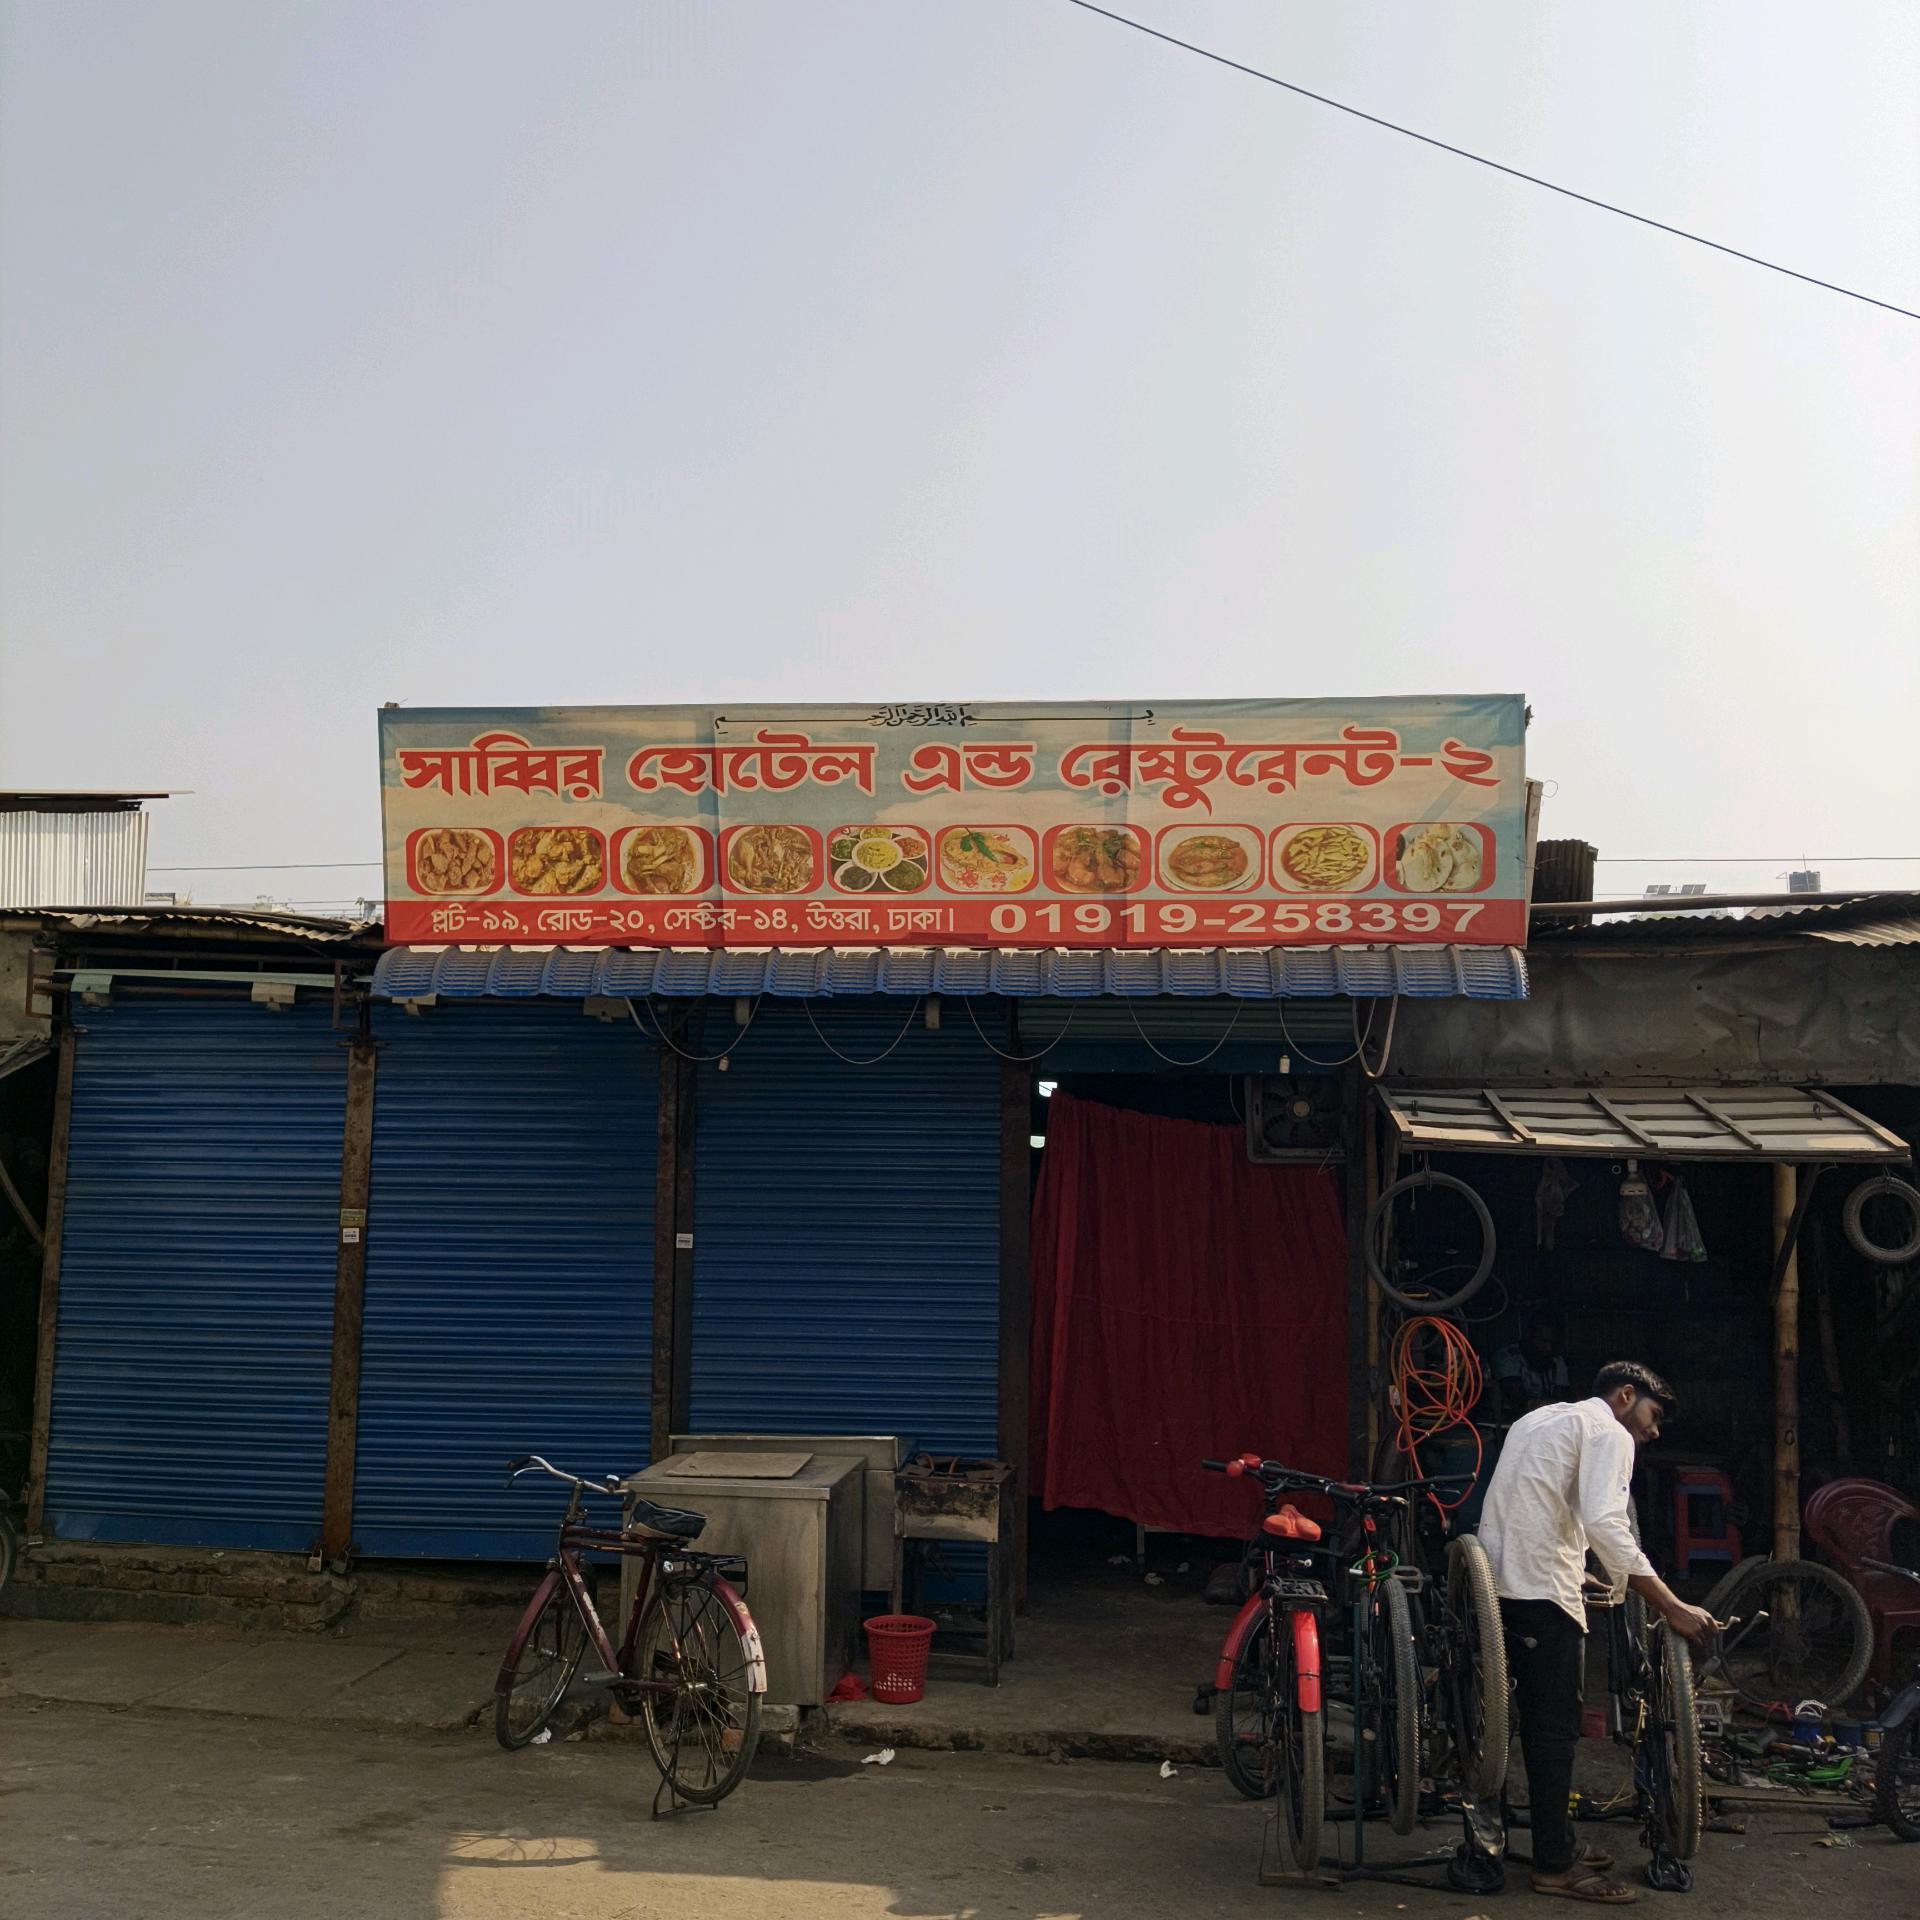 بسم الله الرحمن الرحيم
সাব্বির হোটেল এন্ড রেষ্টুরেন্ট-২
প্লট-৯৯, রোড-২০, সেক্টর-১৪, উত্তরা, ঢাকা। 01919-258397